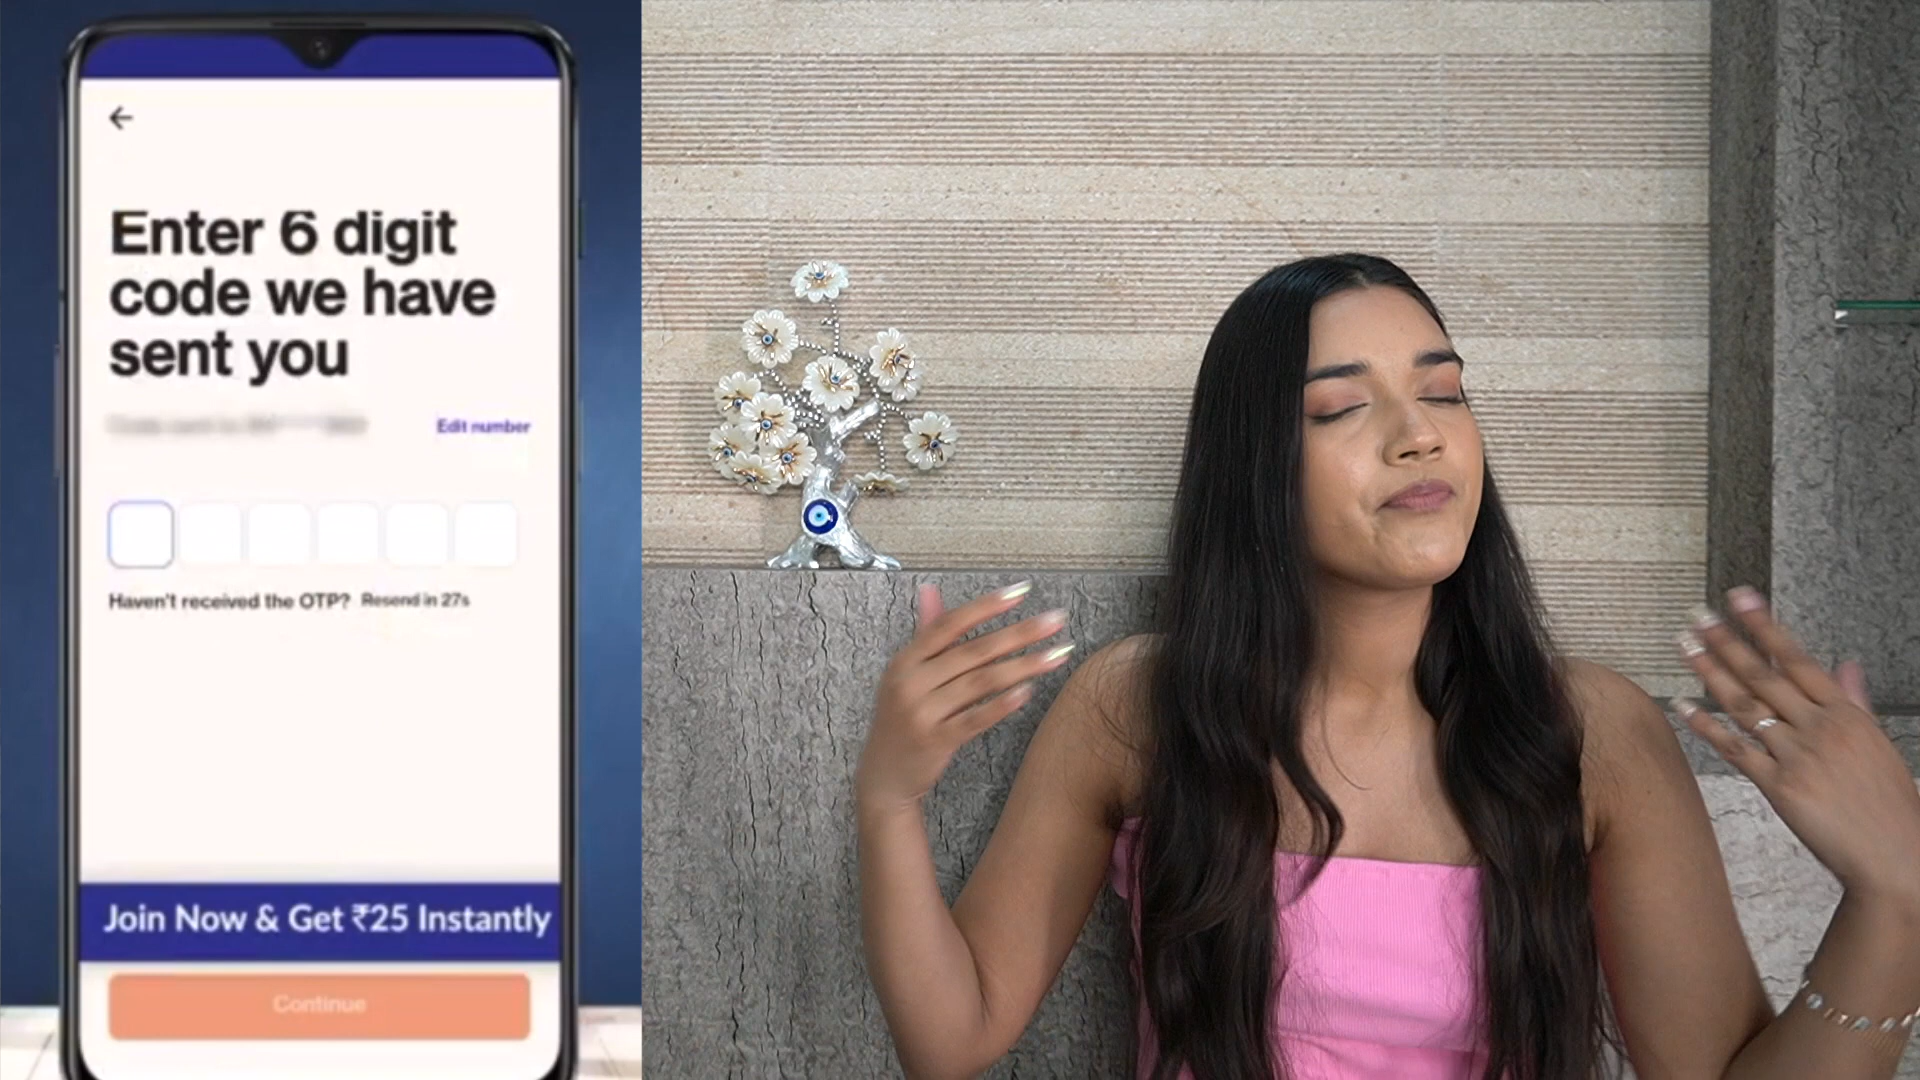 Enter 6 digit
code we have
sent you
Edit number
Haven't received the OTP? Resend in 27s
Join Now & Get ₹25 Instantly
Continue